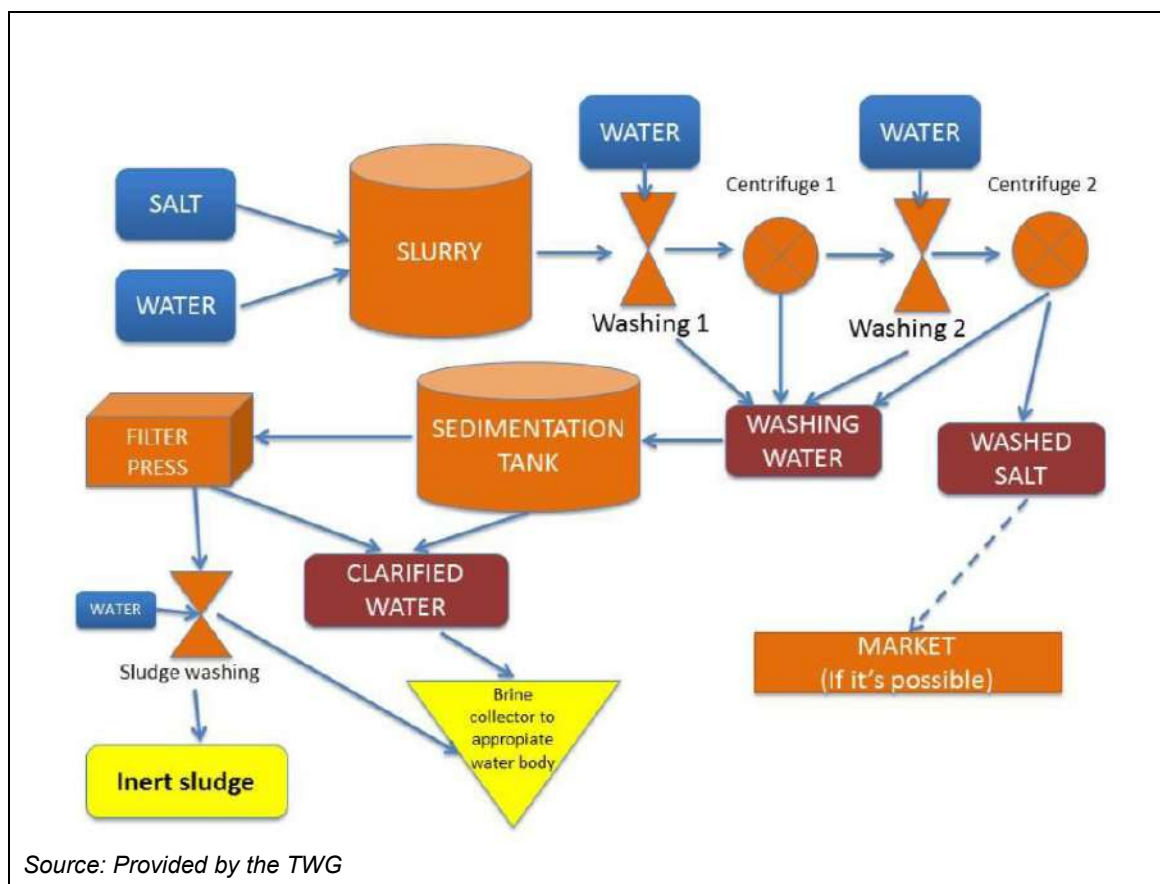 WATER
WATER
Centrifuge 1
Centrifuge 2
SALT
SLURRY
WATER
Washing 1
Washing 2
FILTER
PRESS
SEDIMENTATION
TANK
WASHING
WATER
WASHED
SALT
CLARIFIED
WATER
WATER
Sludge washing
MARKET
(If it's possible)
Brine
collector to
appropiate
water body
Inert sludge
Source: Provided by the TWG